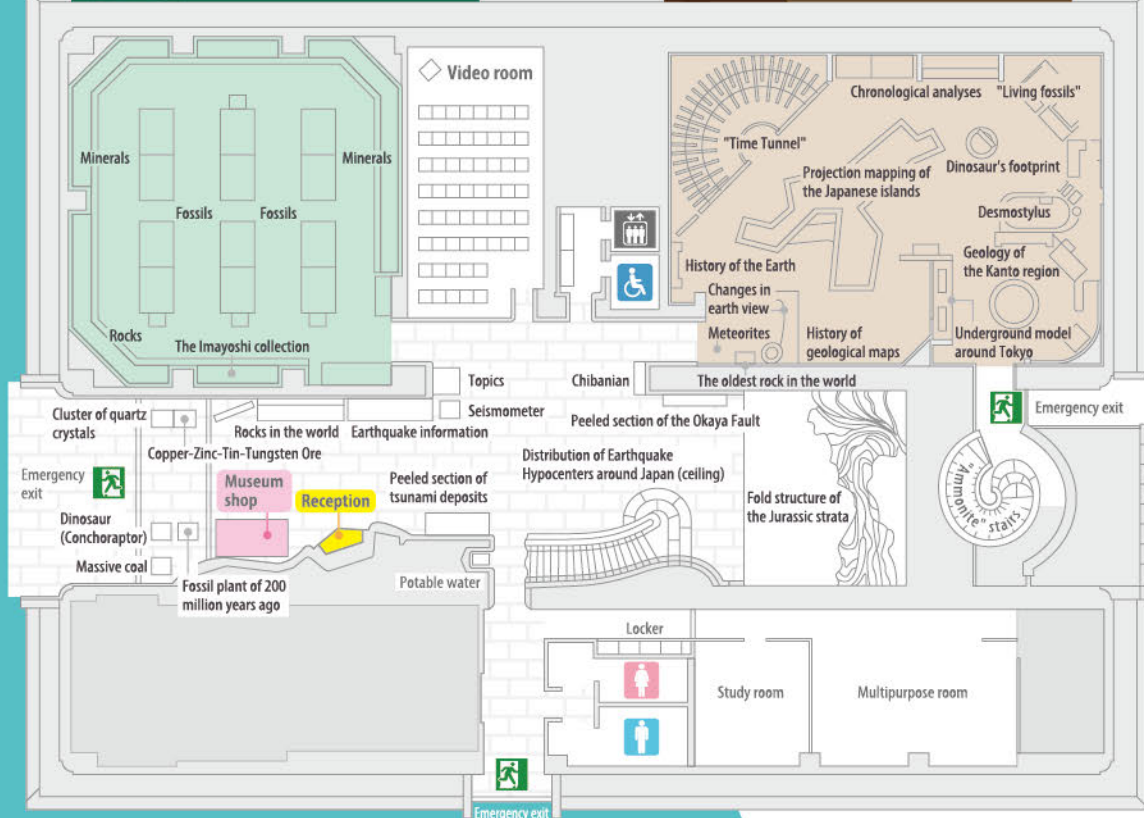 Video room
Minerals
Minerals
Fossils
Fossils
Rocks
The Imayoshi collection
Chronological analyses
"Living fossils"
"Time Tunnel"
Projection mapping of
the Japanese islands
Dinosaur's footprint
Desmostylus
History of the Earth
Geology of
the Kanto region
Changes in
earth view
Meteorites
History of
geological maps
Underground model
around Tokyo
Topics
Chibanian
The oldest rock in the world
Seismometer
Cluster of quartz
crystals
Rocks in the world
Earthquake information
Peeled section of the Okaya Fault
Emergency exit
Copper-Zinc-Tin-Tungsten Ore
Emergency
exit
Museum
shop
Reception
Peeled section of
tsunami deposits
Distribution of Earthquake
Hypocenters around Japan (ceiling)
Fold structure of
the Jurassic strata
"Ammonite" stairs
Dinosaur
(Conchoraptor)
Massive coal
Fossil plant of 200
million years ago
Potable water
Locker
Study room
Multipurpose room
Emergency exit